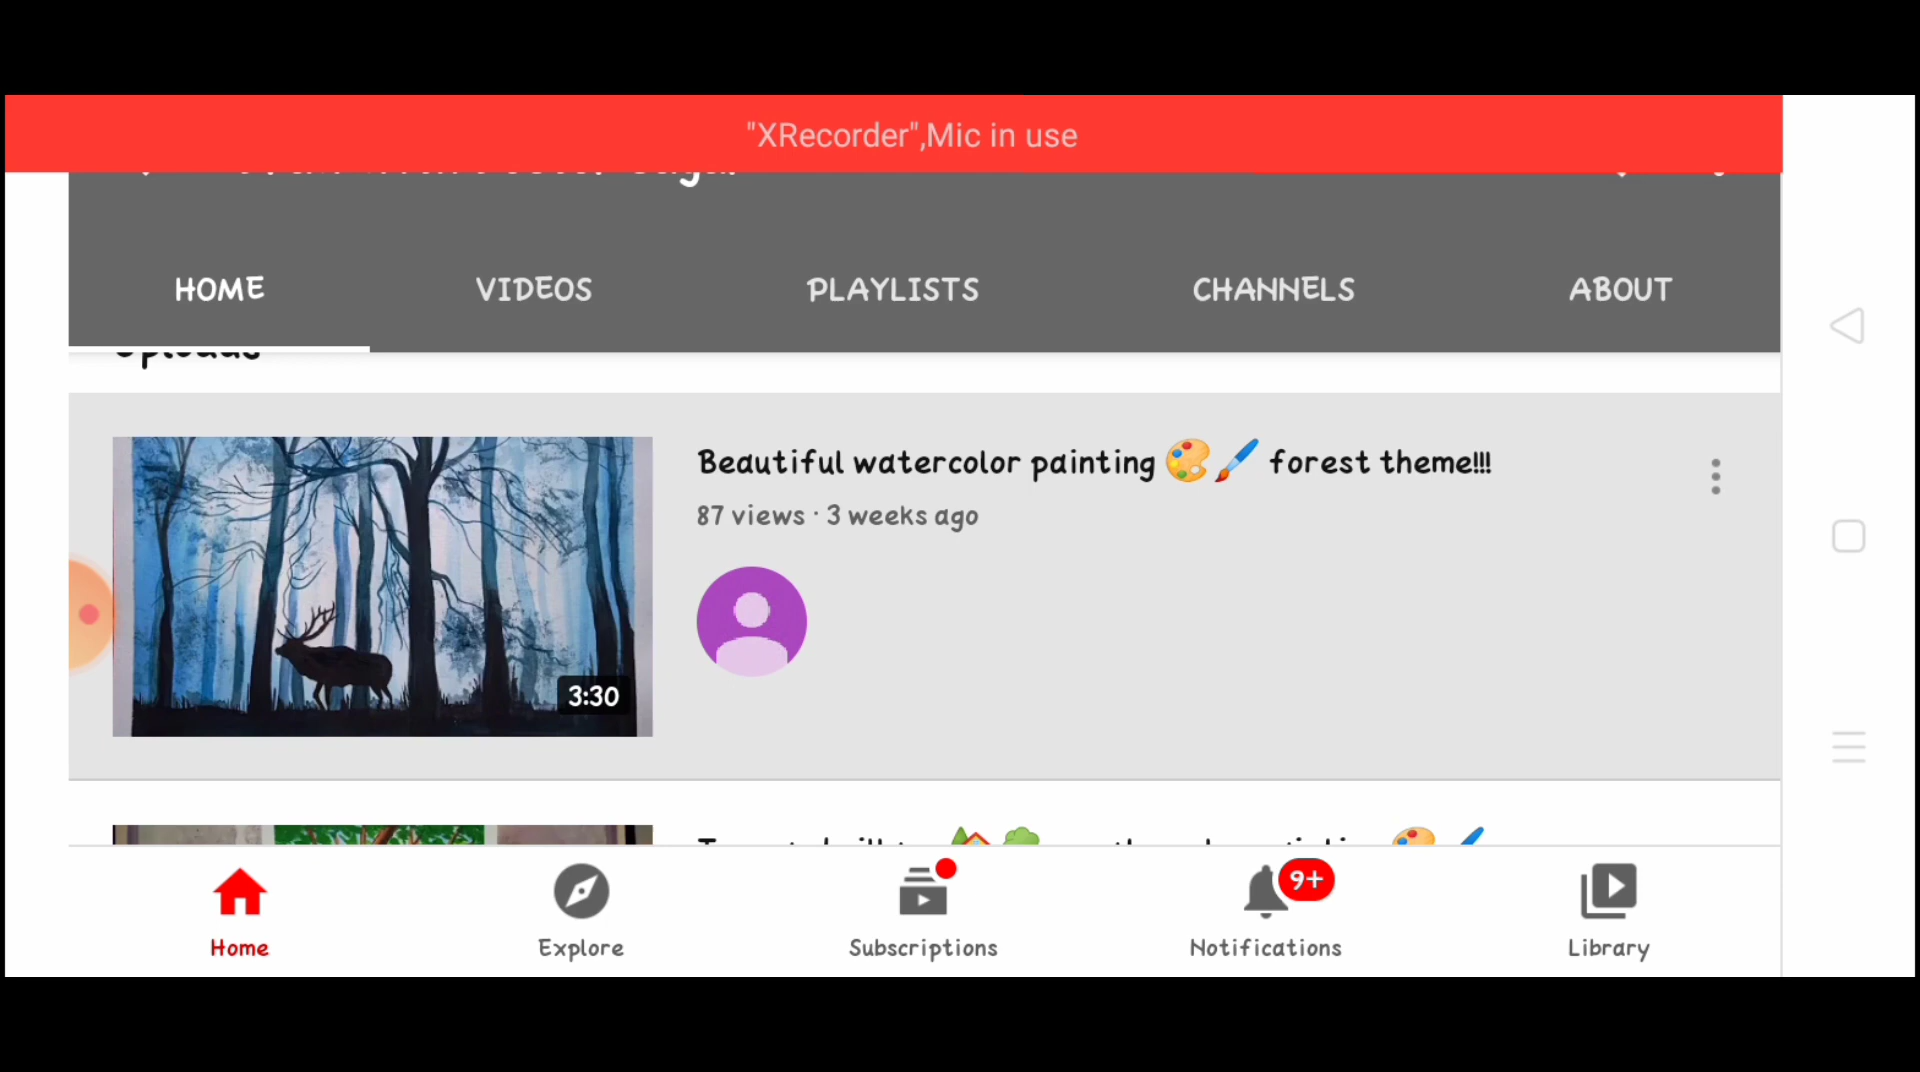 "XRecorder",Mic in use
HOME VIDEOS PLAYLISTS CHANNELS ABOUT
Uploads
Beautiful watercolor painting 🎨🖌️ forest theme!!!
87 views · 3 weeks ago
3:30
9+
Home Explore Subscriptions Notifications Library